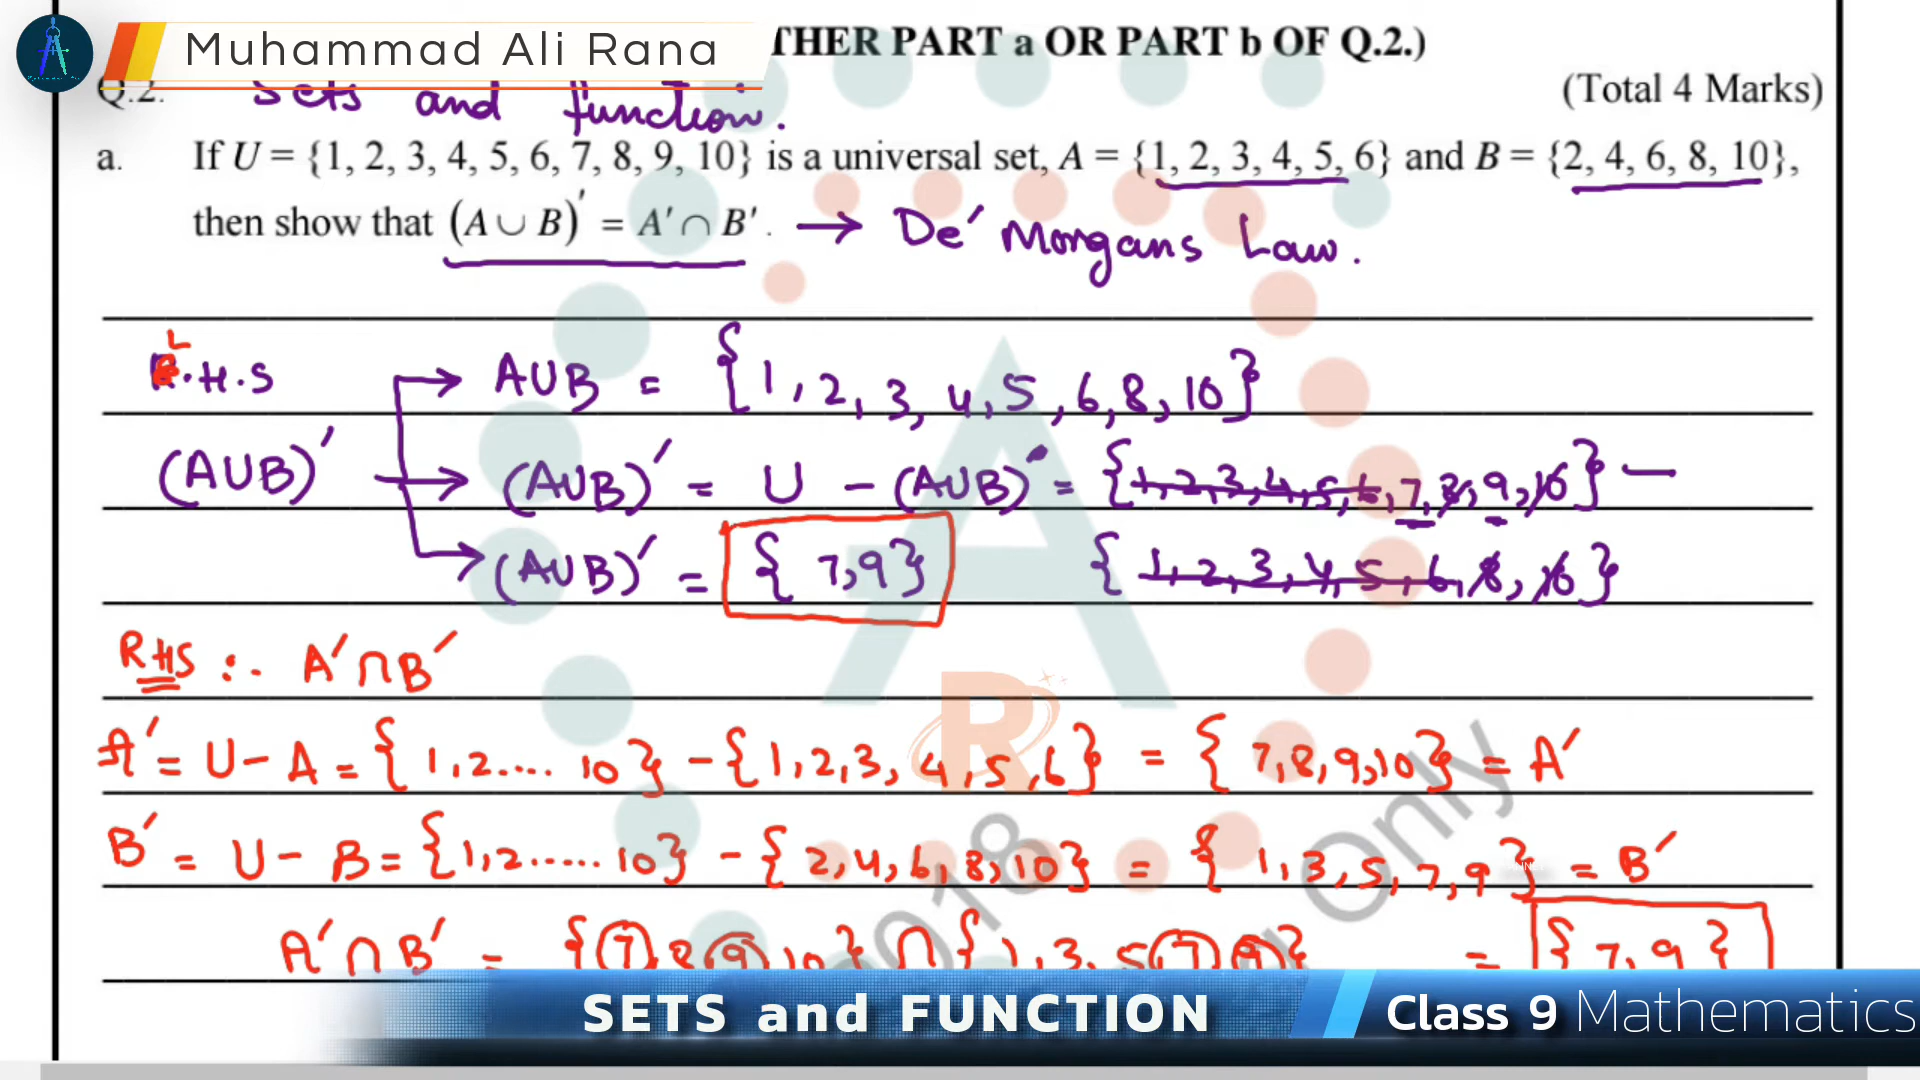 Muhammad Ali Rana
THER PART a OR PART b OF Q.2.)
Q.2. Sets and function. (Total 4 Marks)
a. If U = {1, 2, 3, 4, 5, 6, 7, 8, 9, 10} is a universal set, A = {1, 2, 3, 4, 5, 6} and B = {2, 4, 6, 8, 10},
then show that (A ∪ B)′ = A′ ∩ B′. → De′ Morgans Law.
L.H.S → A∪B = {1, 2, 3, 4, 5, 6, 8, 10}
(A∪B)′ → (A∪B)′ = U − (A∪B) = {1, 2, 3, 4, 5, 6, 7, 8, 9, 10} −
→ (A∪B)′ = {7, 9} {1, 2, 3, 4, 5, 6, 8, 10}
RHS :- A′∩B′
A′ = U − A = {1, 2 .... 10} − {1, 2, 3, 4, 5, 6} = {7, 8, 9, 10} = A′
B′ = U − B = {1, 2 ..... 10} − {2, 4, 6, 8, 10} = {1, 3, 5, 7, 9} = B′
A′ ∩ B′ = {7, 8, 9, 10} ∩ {1, 3, 5, 7, 9} = {7, 9}
R
Only
SETS and FUNCTION
Class 9 Mathematics